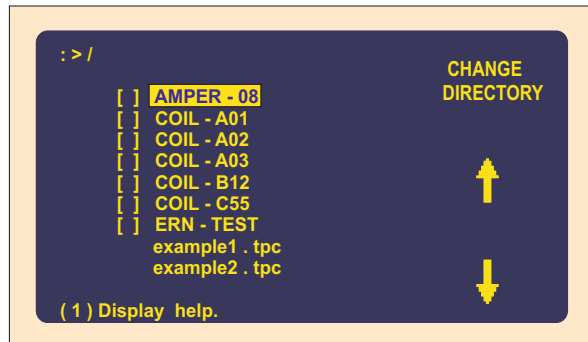 : > /
CHANGE
DIRECTORY
[ ] AMPER - 08
[ ] COIL - A01
[ ] COIL - A02
[ ] COIL - A03
[ ] COIL - B12
[ ] COIL - C55
[ ] ERN - TEST
example1 . tpc
example2 . tpc
( 1 ) Display help.